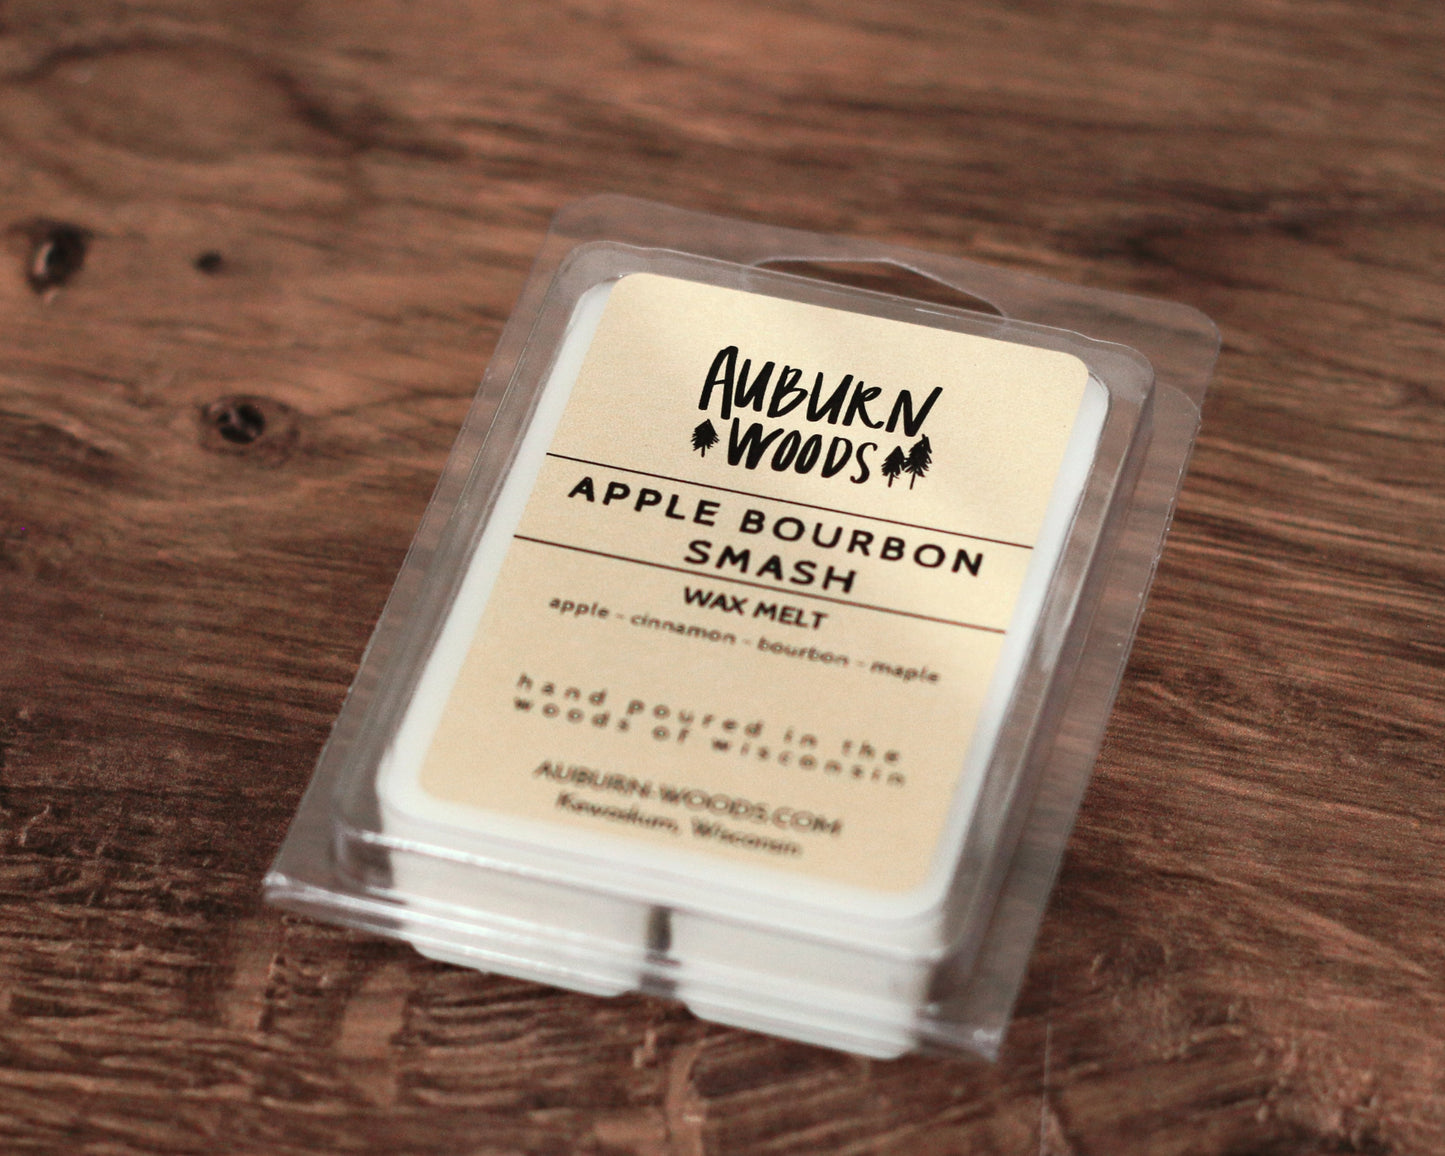 AUBURN
WOODS
APPLE BOURBON
SMASH
WAX MELT
apple - cinnamon - bourbon - maple
hand poured in the
woods of wisconsin
AUBURN-WOODS.COM
Kewaskum, Wisconsin